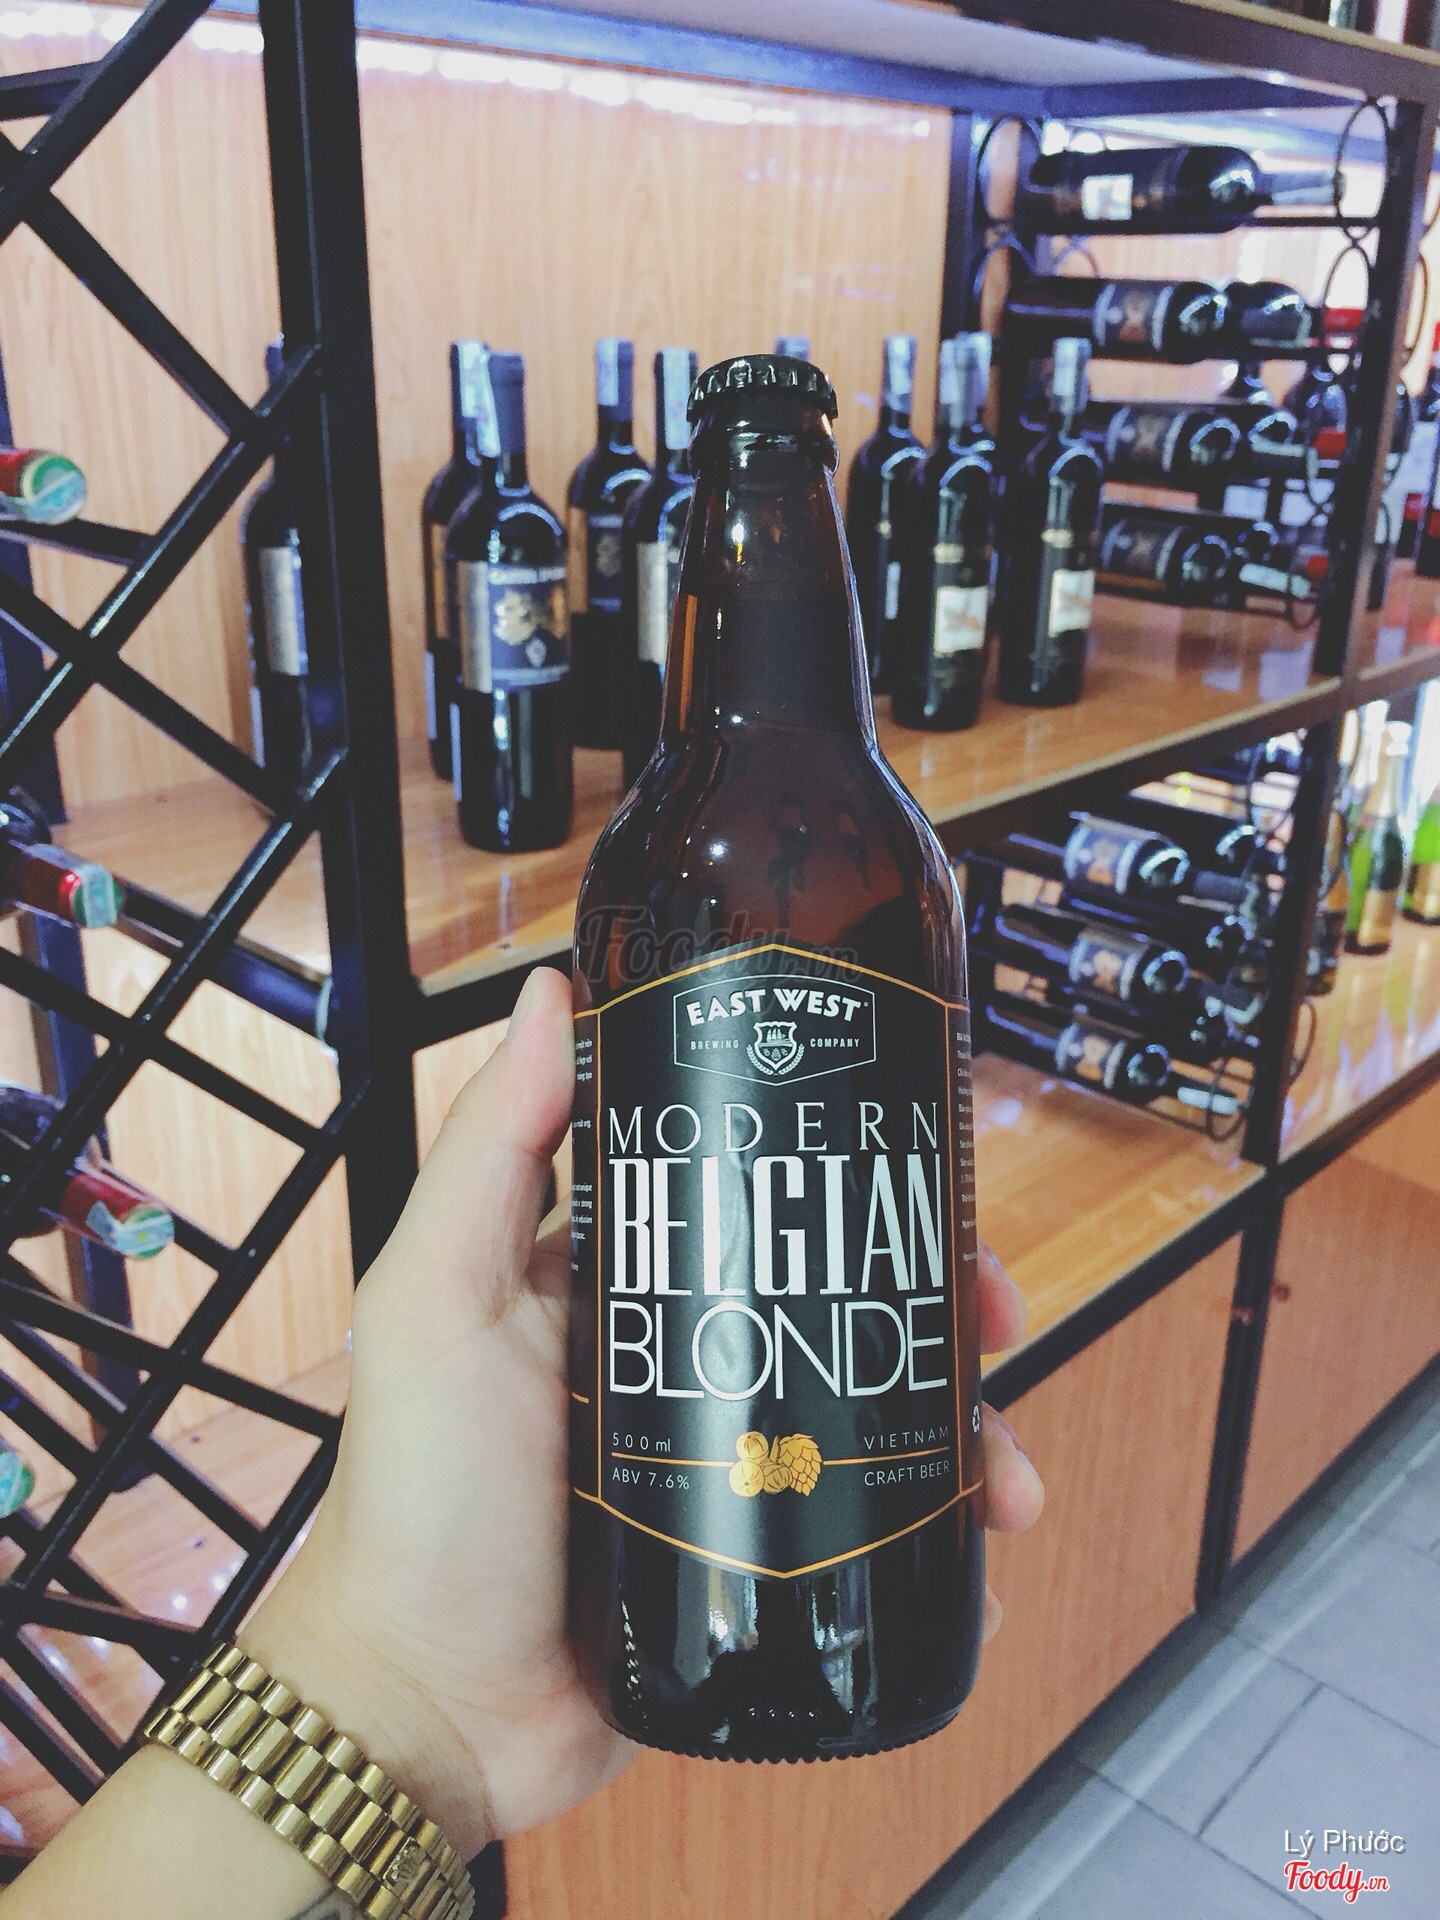 Foody.vn
EAST WEST
BREWING COMPANY
MODERN
BELGIAN
BLONDE
500 ml
VIETNAM
ABV 7.6%
CRAFT BEER
Lý Phước
Foody.vn